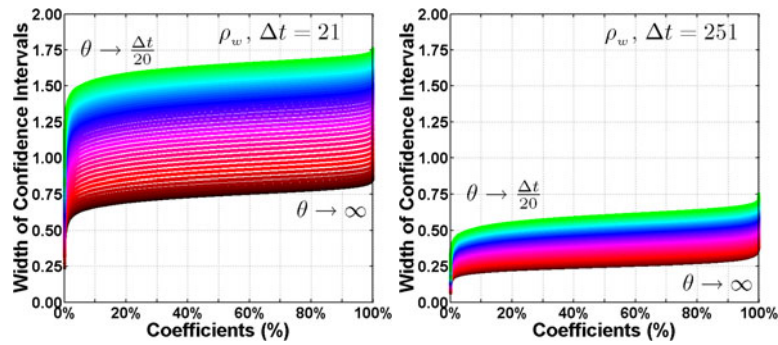 2.00
1.75
1.50
1.25
1.00
0.75
0.50
0.25
0.00
Width of Confidence Intervals
θ → Δt/20
ρ_w, Δt = 21
θ → ∞
0% 20% 40% 60% 80% 100%
Coefficients (%)
2.00
1.75
1.50
1.25
1.00
0.75
0.50
0.25
0.00
Width of Confidence Intervals
ρ_w, Δt = 251
θ → Δt/20
θ → ∞
0% 20% 40% 60% 80% 100%
Coefficients (%)